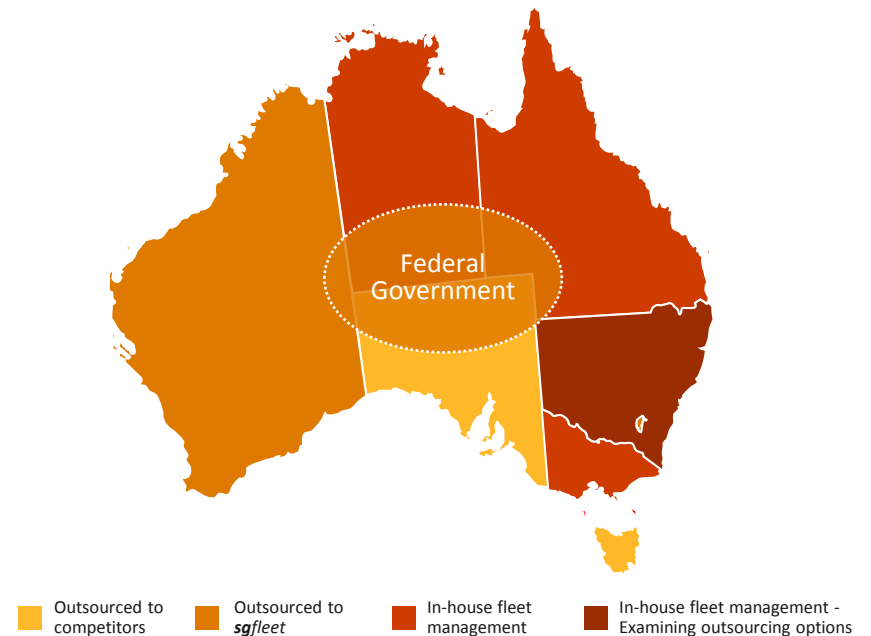 Federal
Government
Outsourced to
competitors
Outsourced to
sgfleet
In-house fleet
management
In-house fleet management -
Examining outsourcing options